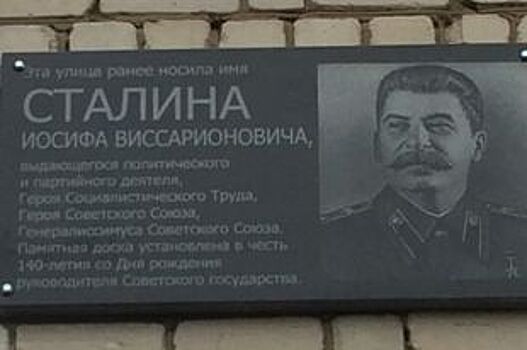 Эта улица ранее носила имя
СТАЛИНА
ИОСИФА ВИССАРИОНОВИЧА,
выдающегося политического
и партийного деятеля,
Героя Социалистического Труда,
Героя Советского Союза,
Генералиссимуса Советского Союза.
Памятная доска установлена в честь
140-летия со Дня рождения
руководителя Советского государства.